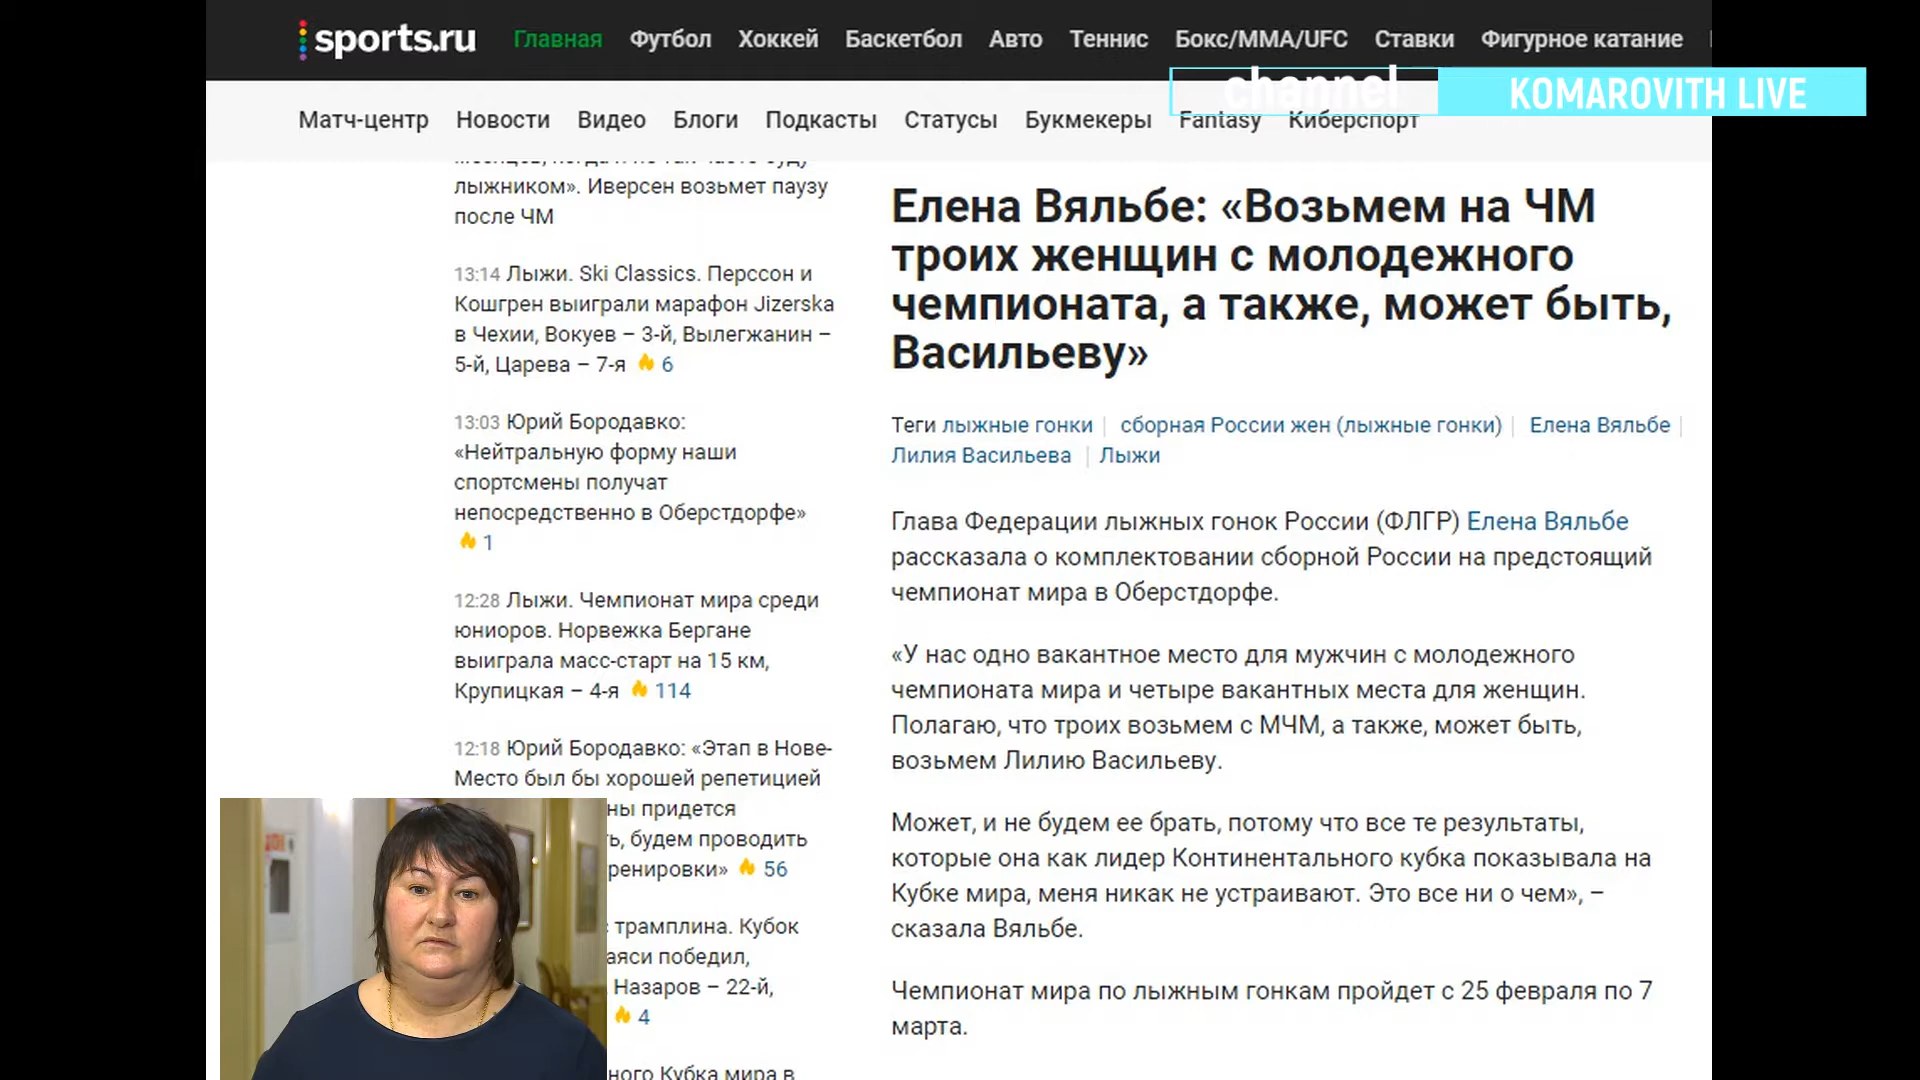 sports.ru
Главная Футбол Хоккей Баскетбол Авто Теннис Бокс/MMA/UFC Ставки Фигурное катание
channel KOMAROVITH LIVE
Матч-центр Новости Видео Блоги Подкасты Статусы Букмекеры Fantasy Киберспорт
лыжником». Иверсен возьмет паузу
после ЧМ
13:14 Лыжи. Ski Classics. Перссон и
Кошгрен выиграли марафон Jizerska
в Чехии, Вокуев – 3-й, Вылегжанин –
5-й, Царева – 7-я 6
13:03 Юрий Бородавко:
«Нейтральную форму наши
спортсмены получат
непосредственно в Оберстдорфе»
1
12:28 Лыжи. Чемпионат мира среди
юниоров. Норвежка Бергане
выиграла масс-старт на 15 км,
Крупицкая – 4-я 114
12:18 Юрий Бородавко: «Этап в Нове-
Место был бы хорошей репетицией
ны придется
ь, будем проводить
ренировки» 56
с трамплина. Кубок
аяси победил,
Назаров – 22-й,
4
ного Кубка мира в
Елена Вяльбе: «Возьмем на ЧМ
троих женщин с молодежного
чемпионата, а также, может быть,
Васильеву»
Теги лыжные гонки сборная России жен (лыжные гонки) Елена Вяльбе
Лилия Васильева Лыжи
Глава Федерации лыжных гонок России (ФЛГР) Елена Вяльбе
рассказала о комплектовании сборной России на предстоящий
чемпионат мира в Оберстдорфе.
«У нас одно вакантное место для мужчин с молодежного
чемпионата мира и четыре вакантных места для женщин.
Полагаю, что троих возьмем с МЧМ, а также, может быть,
возьмем Лилию Васильеву.
Может, и не будем ее брать, потому что все те результаты,
которые она как лидер Континентального кубка показывала на
Кубке мира, меня никак не устраивают. Это все ни о чем», –
сказала Вяльбе.
Чемпионат мира по лыжным гонкам пройдет с 25 февраля по 7
марта.